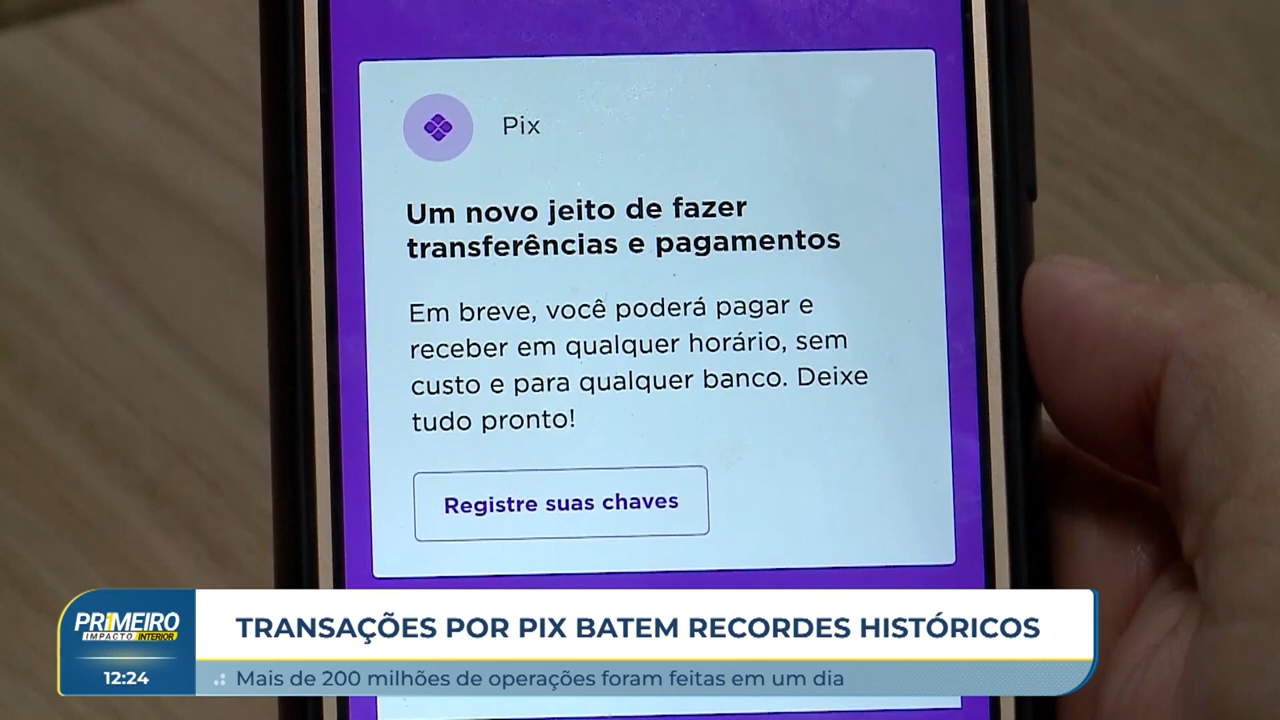 Pix
Um novo jeito de fazer
transferências e pagamentos
Em breve, você poderá pagar e
receber em qualquer horário, sem
custo e para qualquer banco. Deixe
tudo pronto!
Registre suas chaves
PR1MEIRO
IMPACTO INTERIOR
12:24
TRANSAÇÕES POR PIX BATEM RECORDES HISTÓRICOS
Mais de 200 milhões de operações foram feitas em um dia